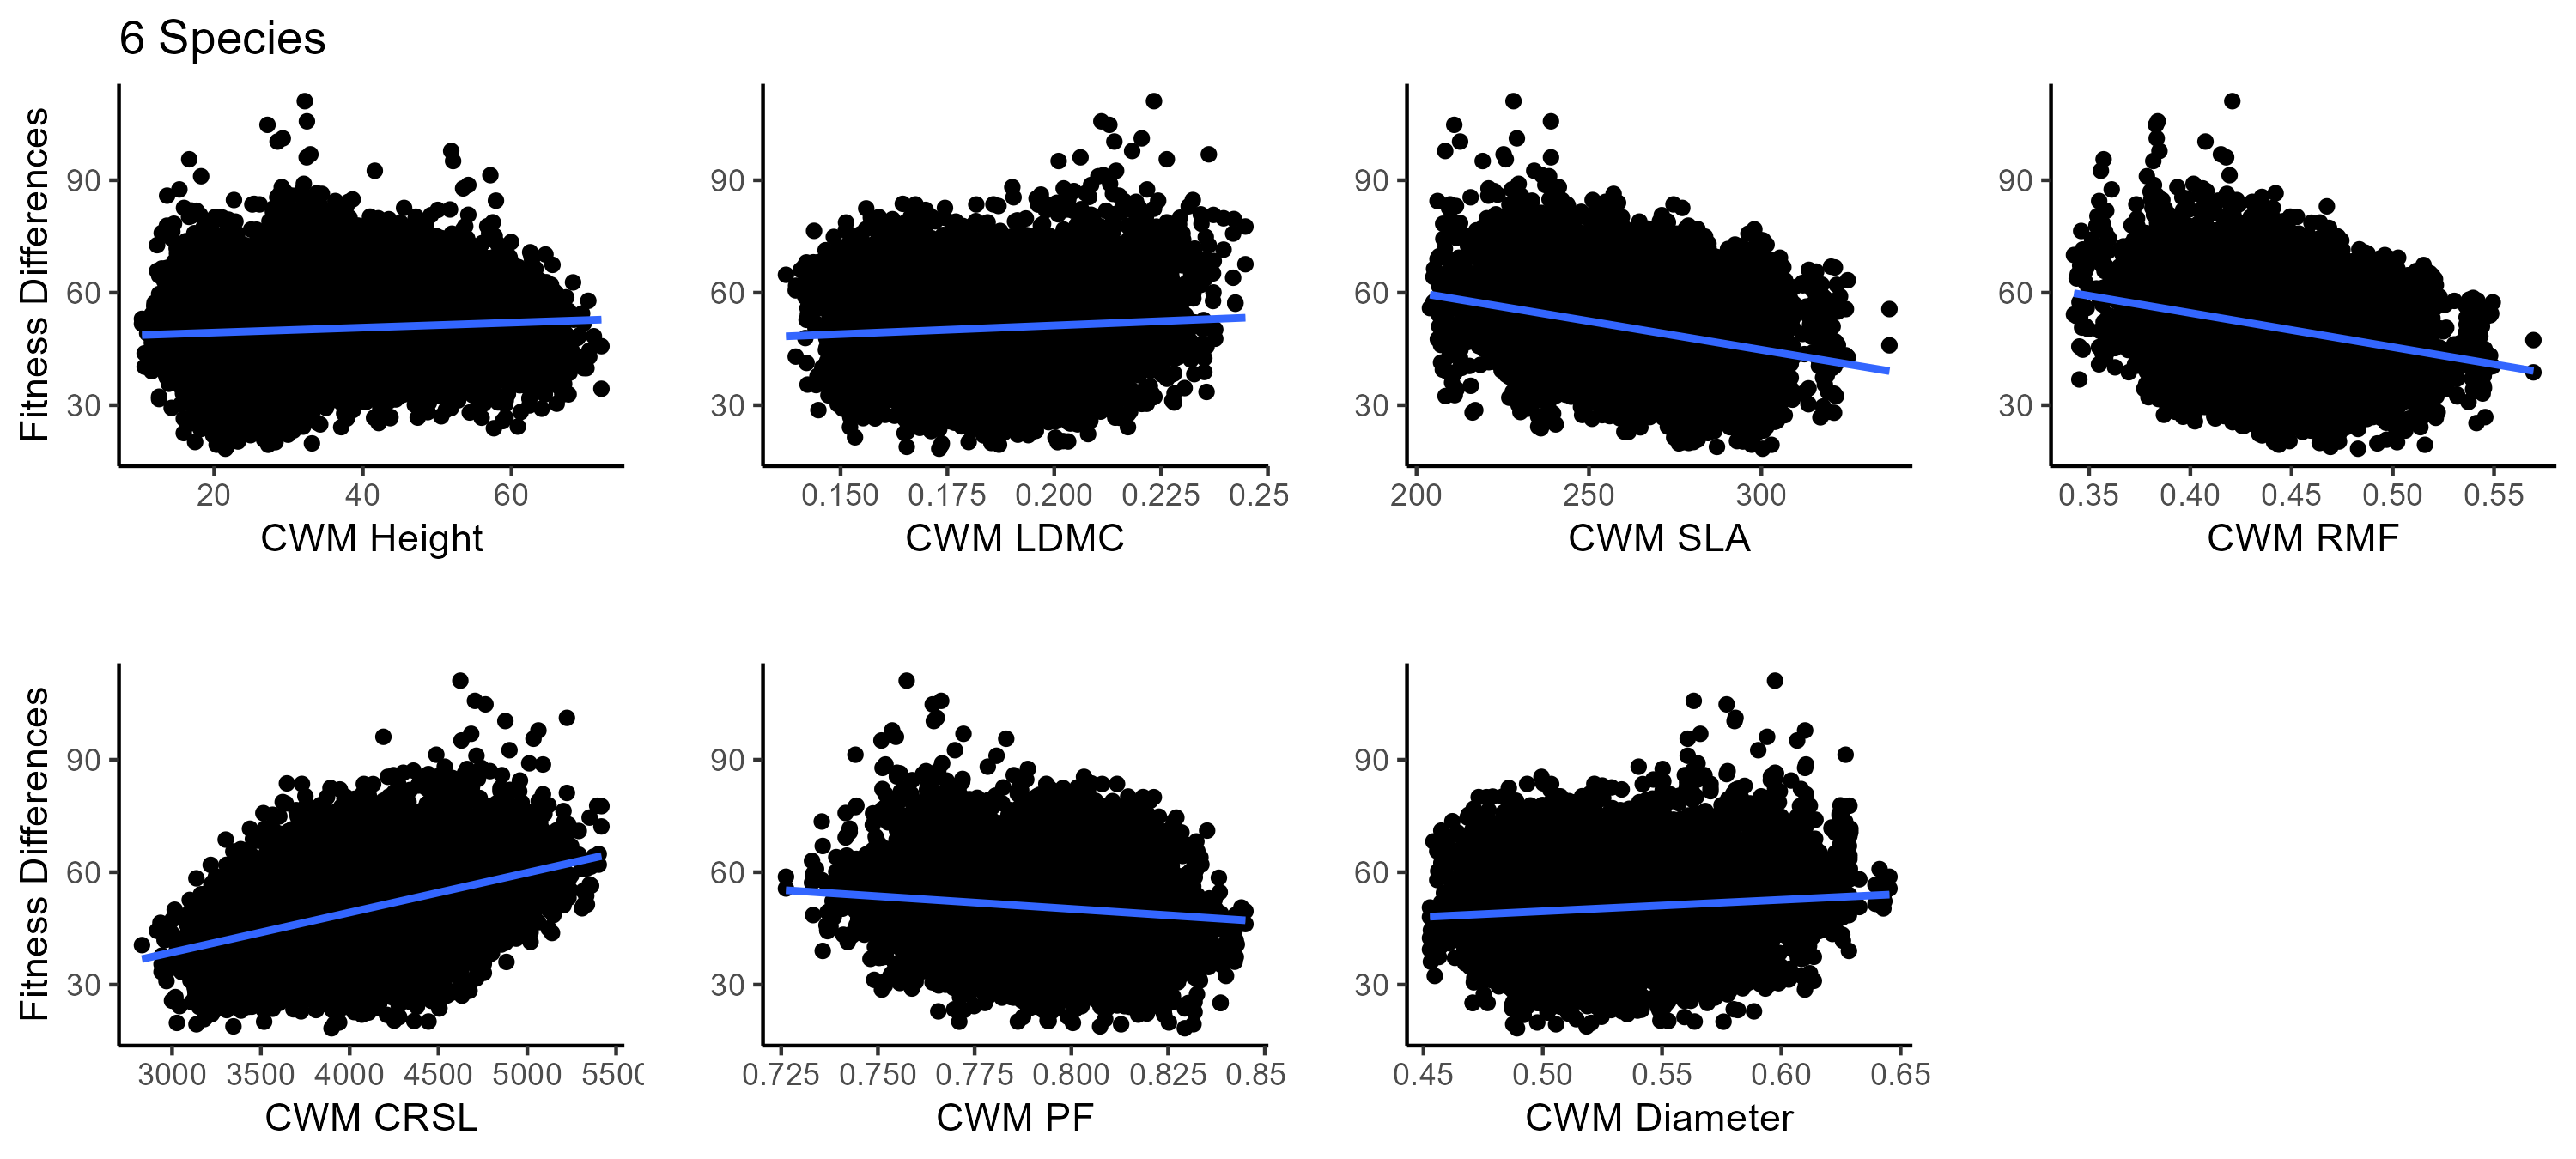 6 Species
Fitness Differences
90
60
30
20 40 60
CWM Height
90
60
30
0.150 0.175 0.200 0.225 0.25
CWM LDMC
90
60
30
200 250 300
CWM SLA
90
60
30
0.35 0.40 0.45 0.50 0.55
CWM RMF
Fitness Differences
90
60
30
3000 3500 4000 4500 5000 550
CWM CRSL
90
60
30
0.725 0.750 0.775 0.800 0.825 0.85
CWM PF
90
60
30
0.45 0.50 0.55 0.60 0.65
CWM Diameter